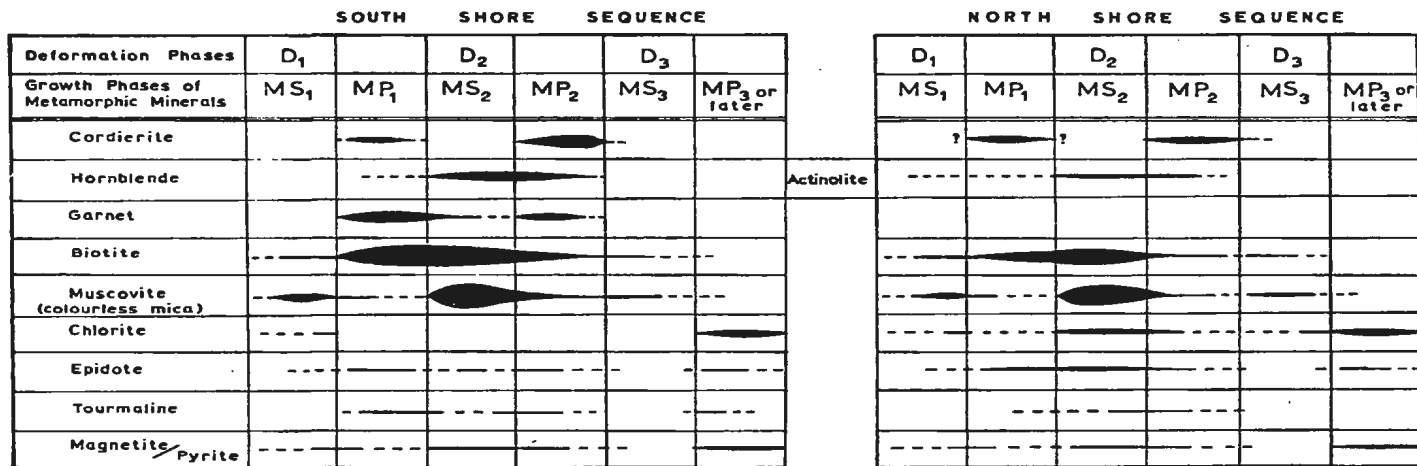 SOUTH SHORE SEQUENCE NORTH SHORE SEQUENCE
Deformation Phases D1 D2 D3 D1 D2 D3
Growth Phases of
Metamorphic Minerals MS1 MP1 MS2 MP2 MS3 MP3 or later MS1 MP1 MS2 MP2 MS3 MP3 or later
Cordierite ? ?
Hornblende Actinolite
Garnet
Biotite
Muscovite
(colourless mica)
Chlorite
Epidote
Tourmaline
Magnetite/Pyrite